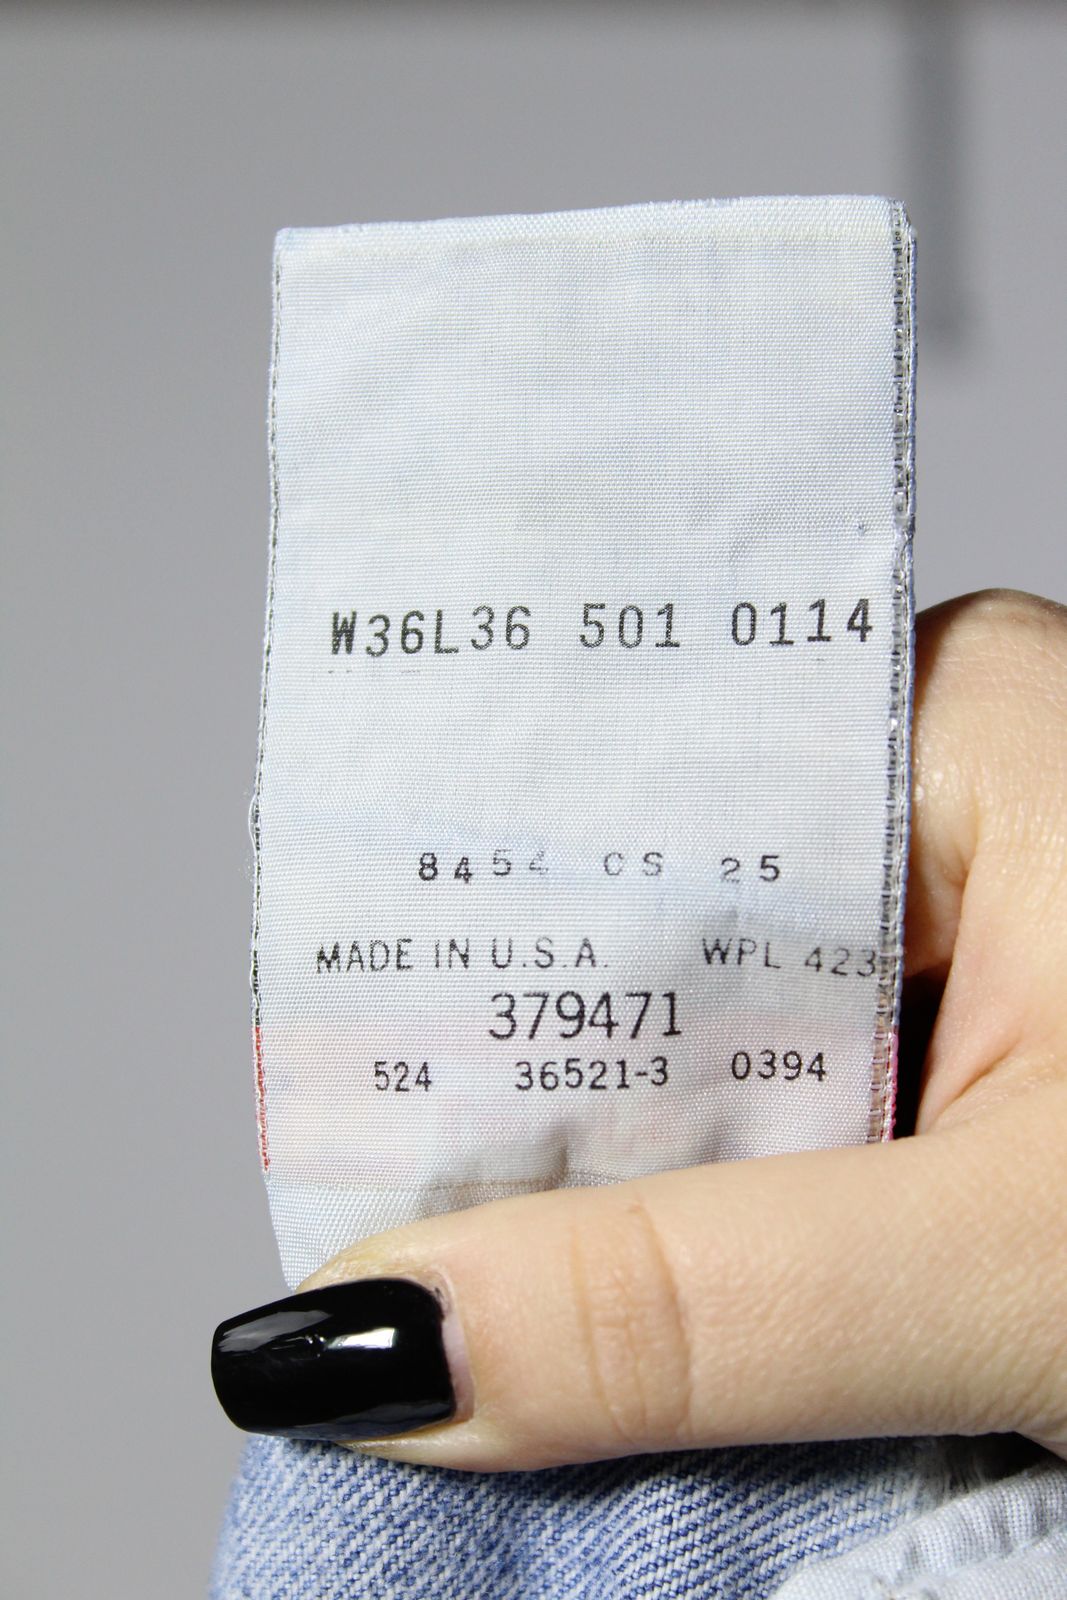 W36L36 501 0114
8454 CS 25
MADE IN U.S.A. WPL 423
379471
524 36521-3 0394